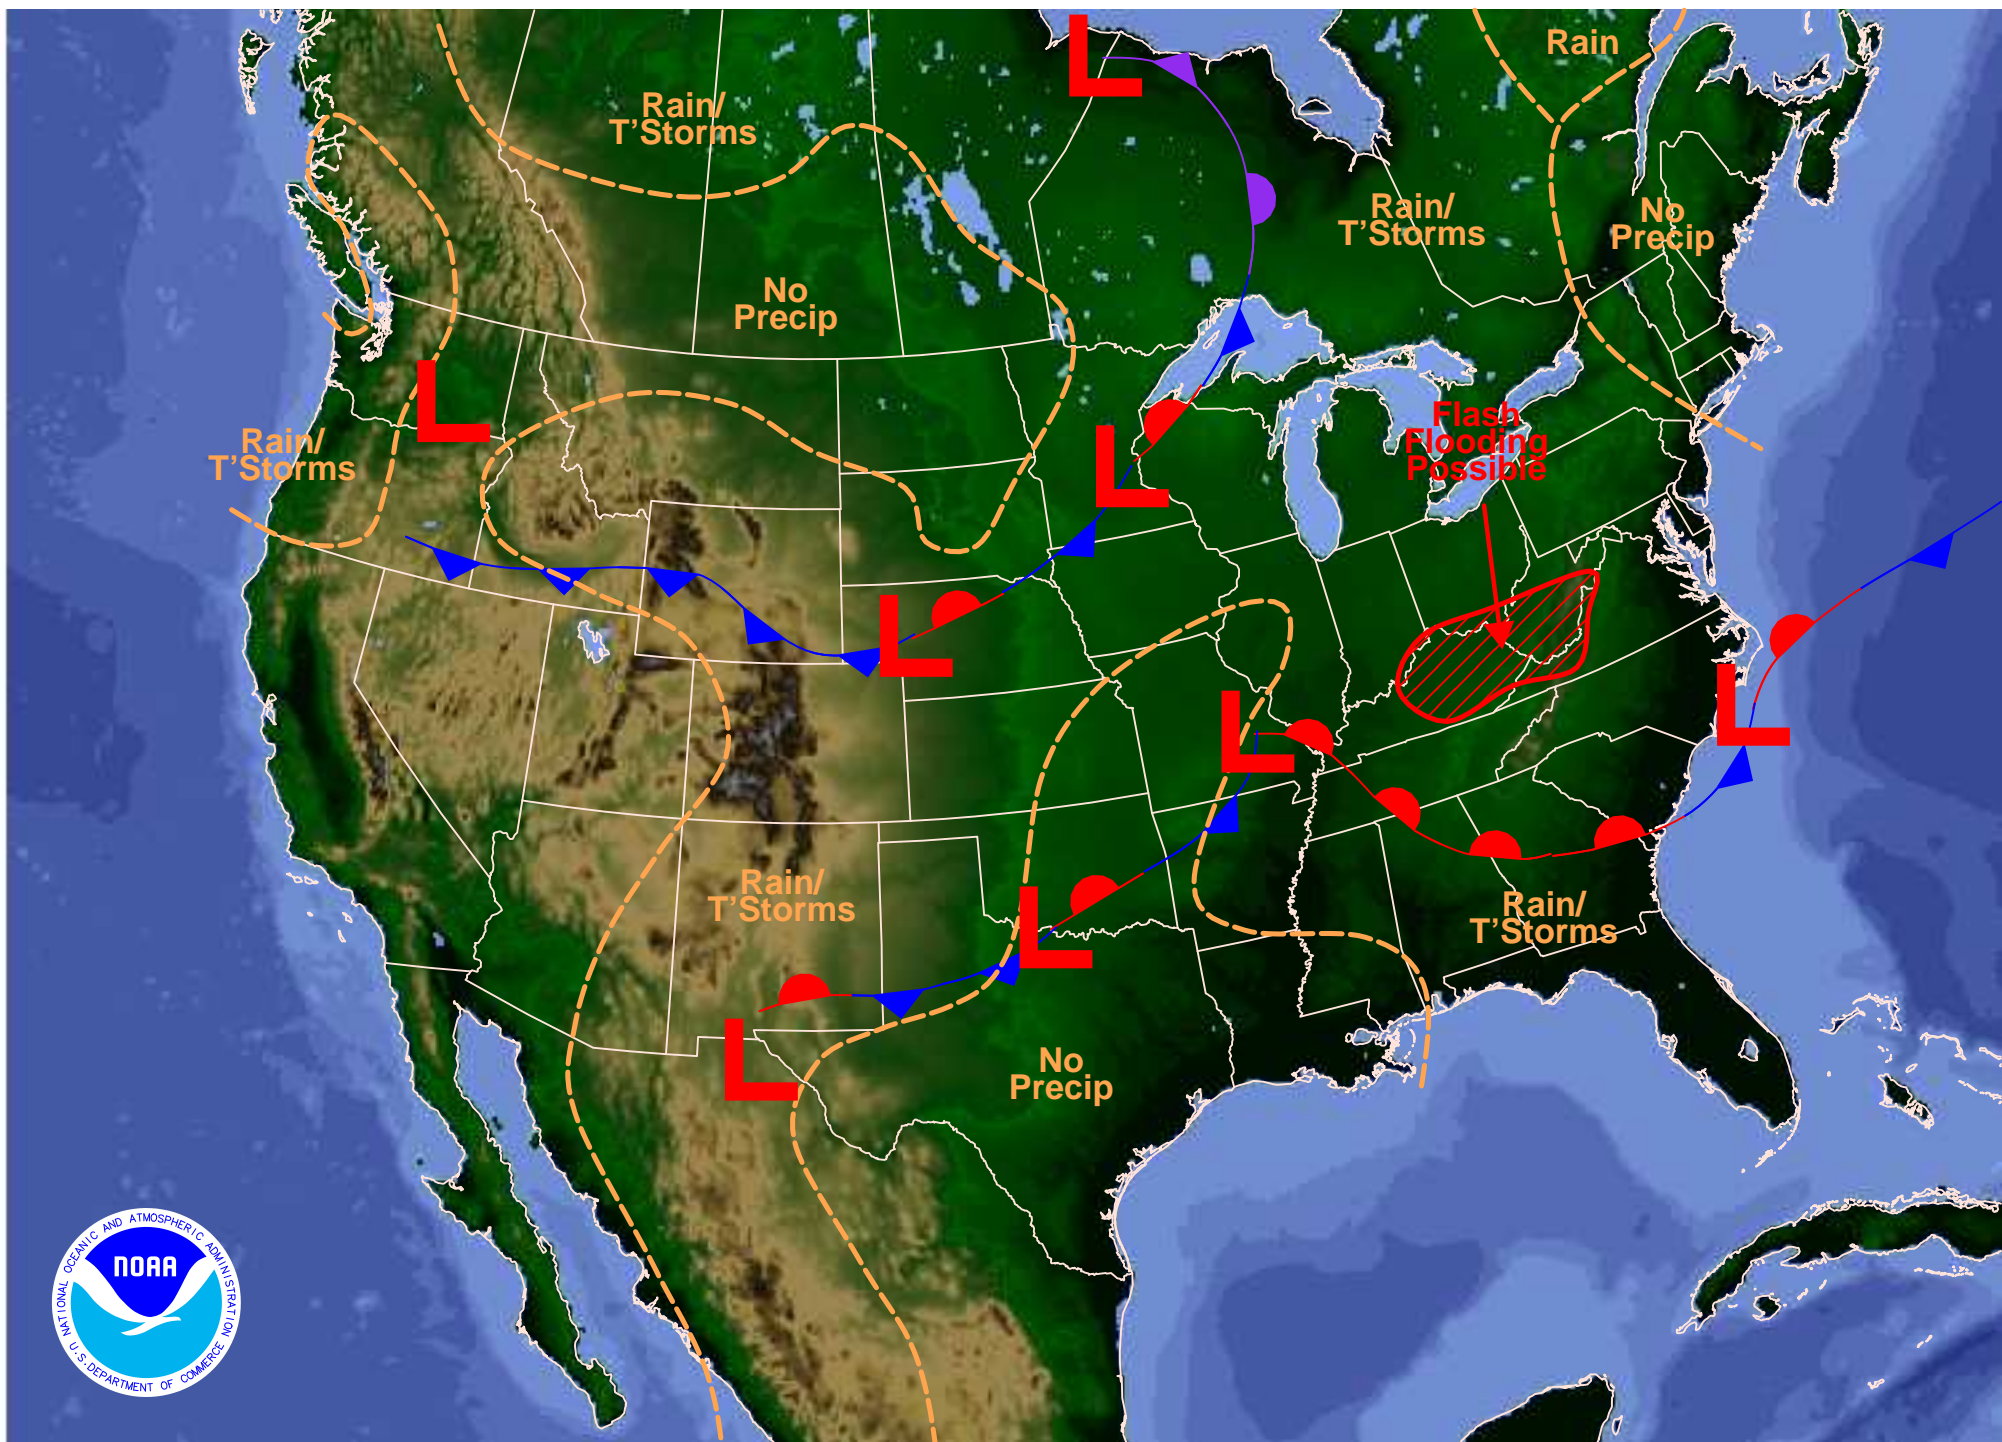 Rain
Rain/
T'Storms
Rain/
T'Storms
No
Precip
No
Precip
L
L
Rain/
T'Storms
L
Flash
Flooding
Possible
L
L
L
Rain/
T'Storms
L
Rain/
T'Storms
L
No
Precip
NATIONAL OCEANIC AND ATMOSPHERIC ADMINISTRATION
NOAA
U.S. DEPARTMENT OF COMMERCE